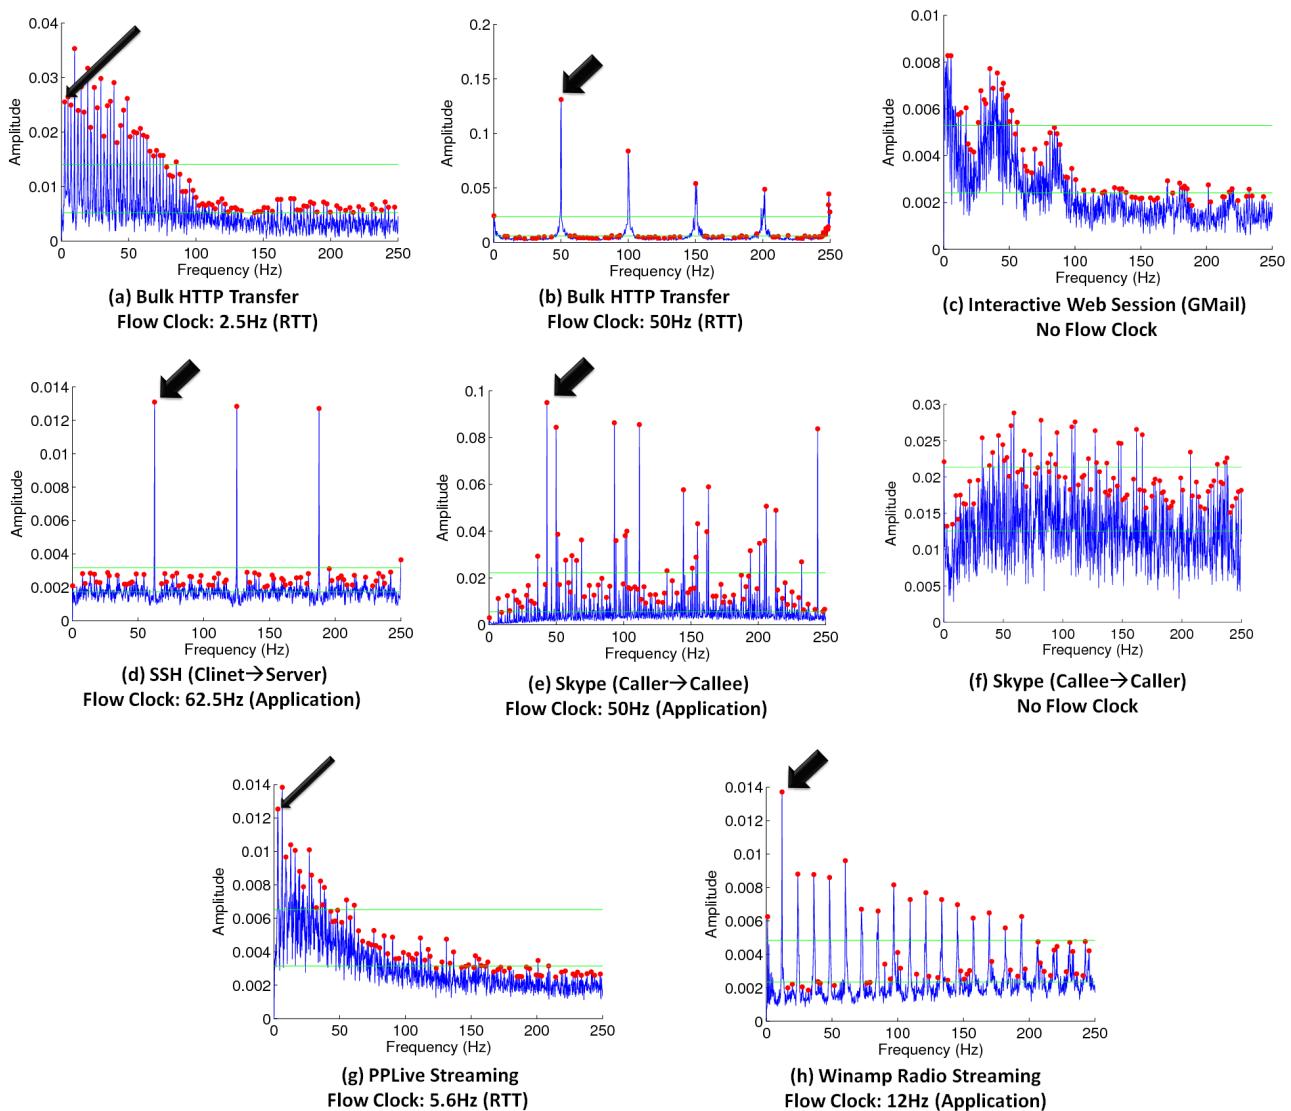 0.04
0.03
0.02
0.01
0
Amplitude
0 50 100 150 200 250
Frequency (Hz)
(a) Bulk HTTP Transfer
Flow Clock: 2.5Hz (RTT)
0.2
0.15
0.1
0.05
0
Amplitude
0 50 100 150 200 250
Frequency (Hz)
(b) Bulk HTTP Transfer
Flow Clock: 50Hz (RTT)
0.01
0.008
0.006
0.004
0.002
0
Amplitude
0 50 100 150 200 250
Frequency (Hz)
(c) Interactive Web Session (GMail)
No Flow Clock
0.014
0.012
0.01
0.008
0.006
0.004
0.002
0
Amplitude
0 50 100 150 200 250
Frequency (Hz)
(d) SSH (Clinet→Server)
Flow Clock: 62.5Hz (Application)
0.1
0.08
0.06
0.04
0.02
0
Amplitude
0 50 100 150 200 250
Frequency (Hz)
(e) Skype (Caller→Callee)
Flow Clock: 50Hz (Application)
0.03
0.025
0.02
0.015
0.01
0.005
0
Amplitude
0 50 100 150 200 250
Frequency (Hz)
(f) Skype (Callee→Caller)
No Flow Clock
0.014
0.012
0.01
0.008
0.006
0.004
0.002
0
Amplitude
0 50 100 150 200 250
Frequency (Hz)
(g) PPLive Streaming
Flow Clock: 5.6Hz (RTT)
0.014
0.012
0.01
0.008
0.006
0.004
0.002
0
Amplitude
0 50 100 150 200 250
Frequency (Hz)
(h) Winamp Radio Streaming
Flow Clock: 12Hz (Application)